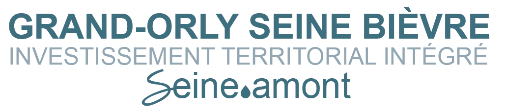 GRAND-ORLY SEINE BIÈVRE
INVESTISSEMENT TERRITORIAL INTÉGRÉ
Seine amont